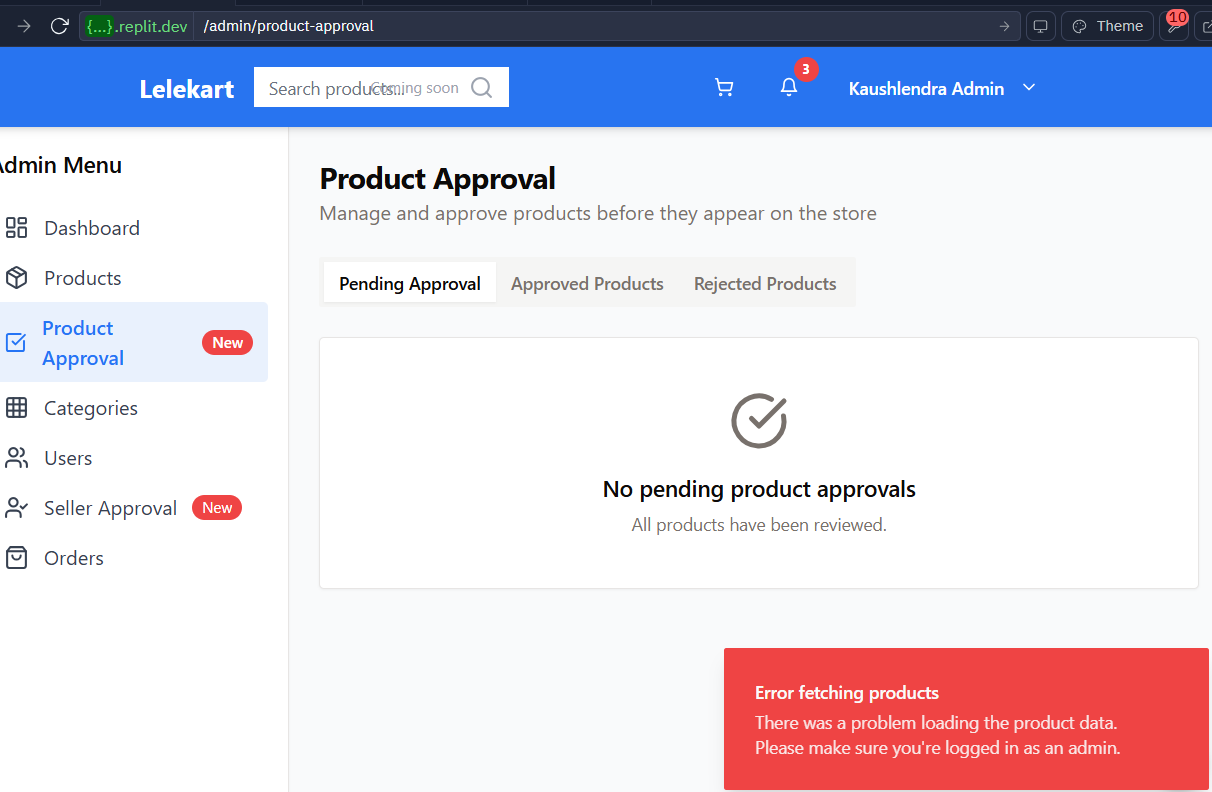 {...}.replit.dev /admin/product-approval Theme 10
Lelekart Search products... Coming soon 3 Kaushlendra Admin
Admin Menu
Dashboard
Products
Product
Approval
New
Categories
Users
Seller Approval New
Orders
Product Approval
Manage and approve products before they appear on the store
Pending Approval Approved Products Rejected Products
No pending product approvals
All products have been reviewed.
Error fetching products
There was a problem loading the product data.
Please make sure you're logged in as an admin.